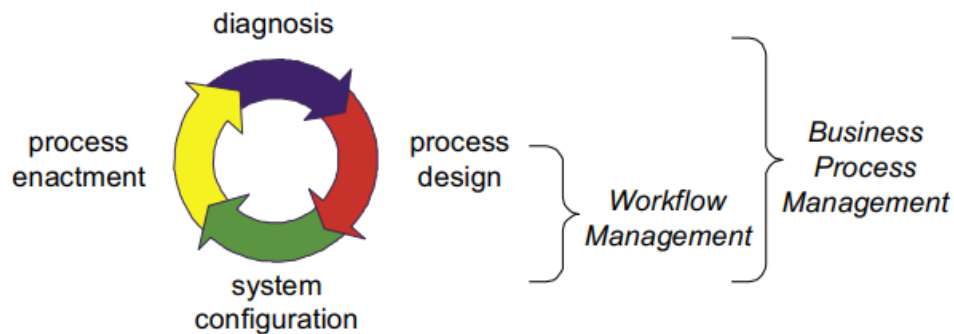 diagnosis
process
enactment
process
design
system
configuration
Workflow
Management
Business
Process
Management